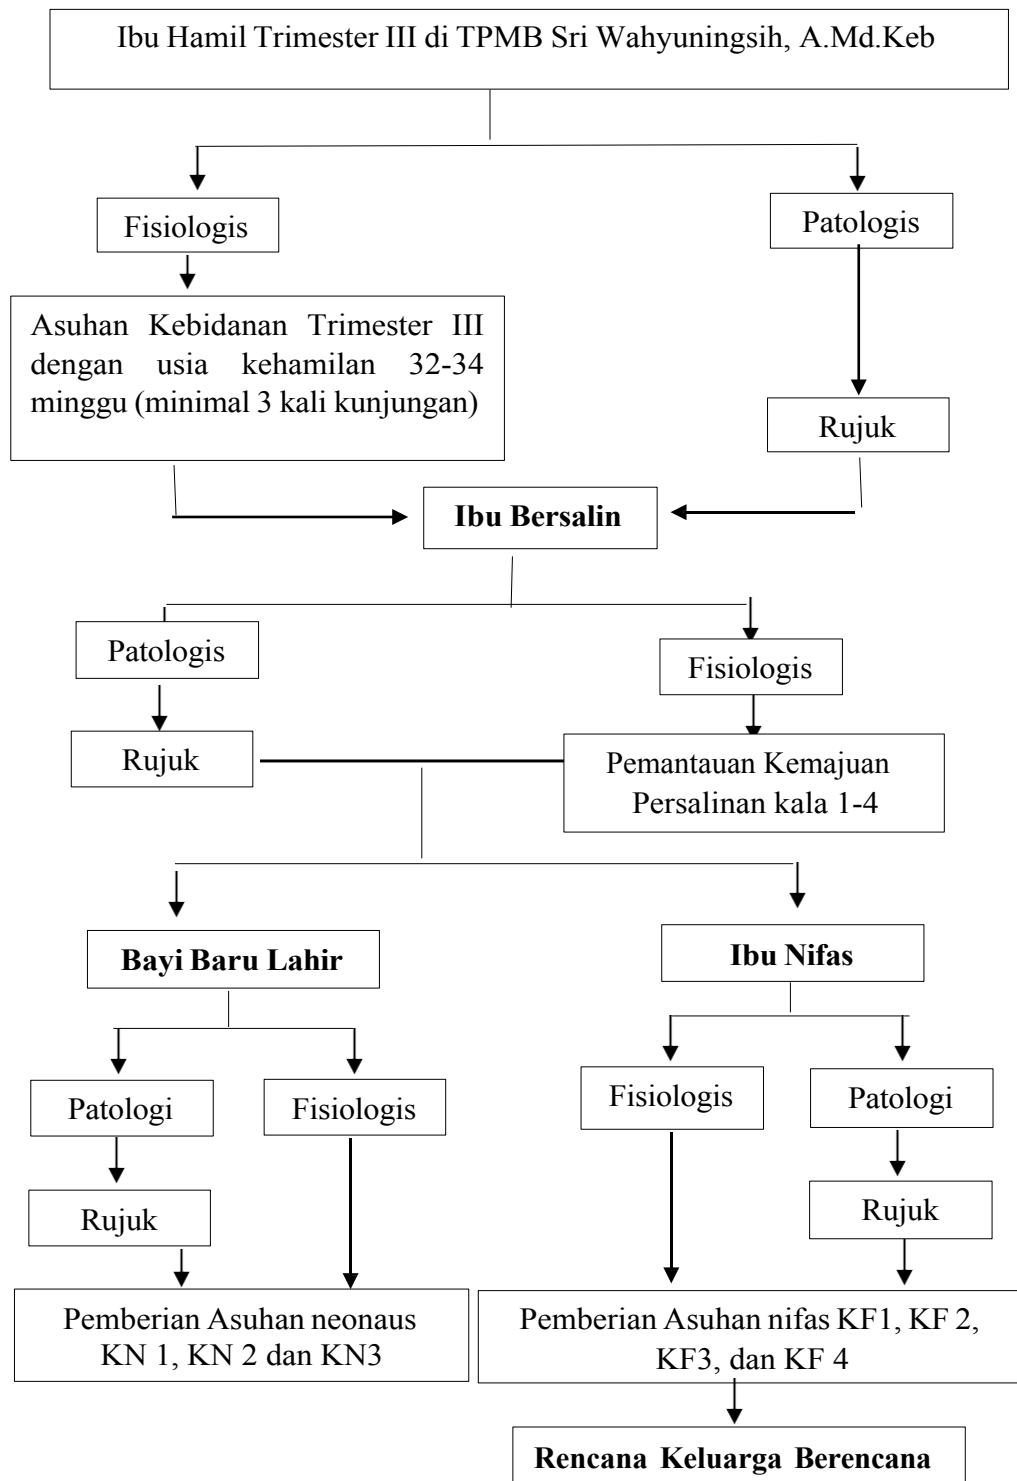 Ibu Hamil Trimester III di TPMB Sri Wahyuningsih, A.Md.Keb
Fisiologis
Patologis
Asuhan Kebidanan Trimester III
dengan usia kehamilan 32-34
minggu (minimal 3 kali kunjungan)
Rujuk
Ibu Bersalin
Patologis
Fisiologis
Rujuk
Pemantauan Kemajuan
Persalinan kala 1-4
Bayi Baru Lahir
Ibu Nifas
Patologi
Fisiologis
Fisiologis
Patologi
Rujuk
Rujuk
Pemberian Asuhan neonaus
KN 1, KN 2 dan KN3
Pemberian Asuhan nifas KF1, KF 2,
KF3, dan KF 4
Rencana Keluarga Berencana